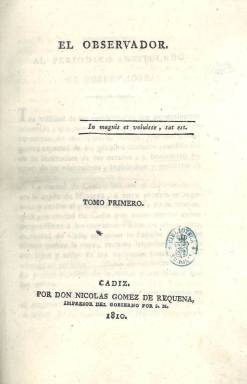 EL OBSERVADOR.
In magnis et voluisse, sat est.
TOMO PRIMERO.
CADIZ.
POR DON NICOLAS GOMEZ DE REQUENA,
IMPRESOR DEL GOBIERNO POR S. M.
1810.